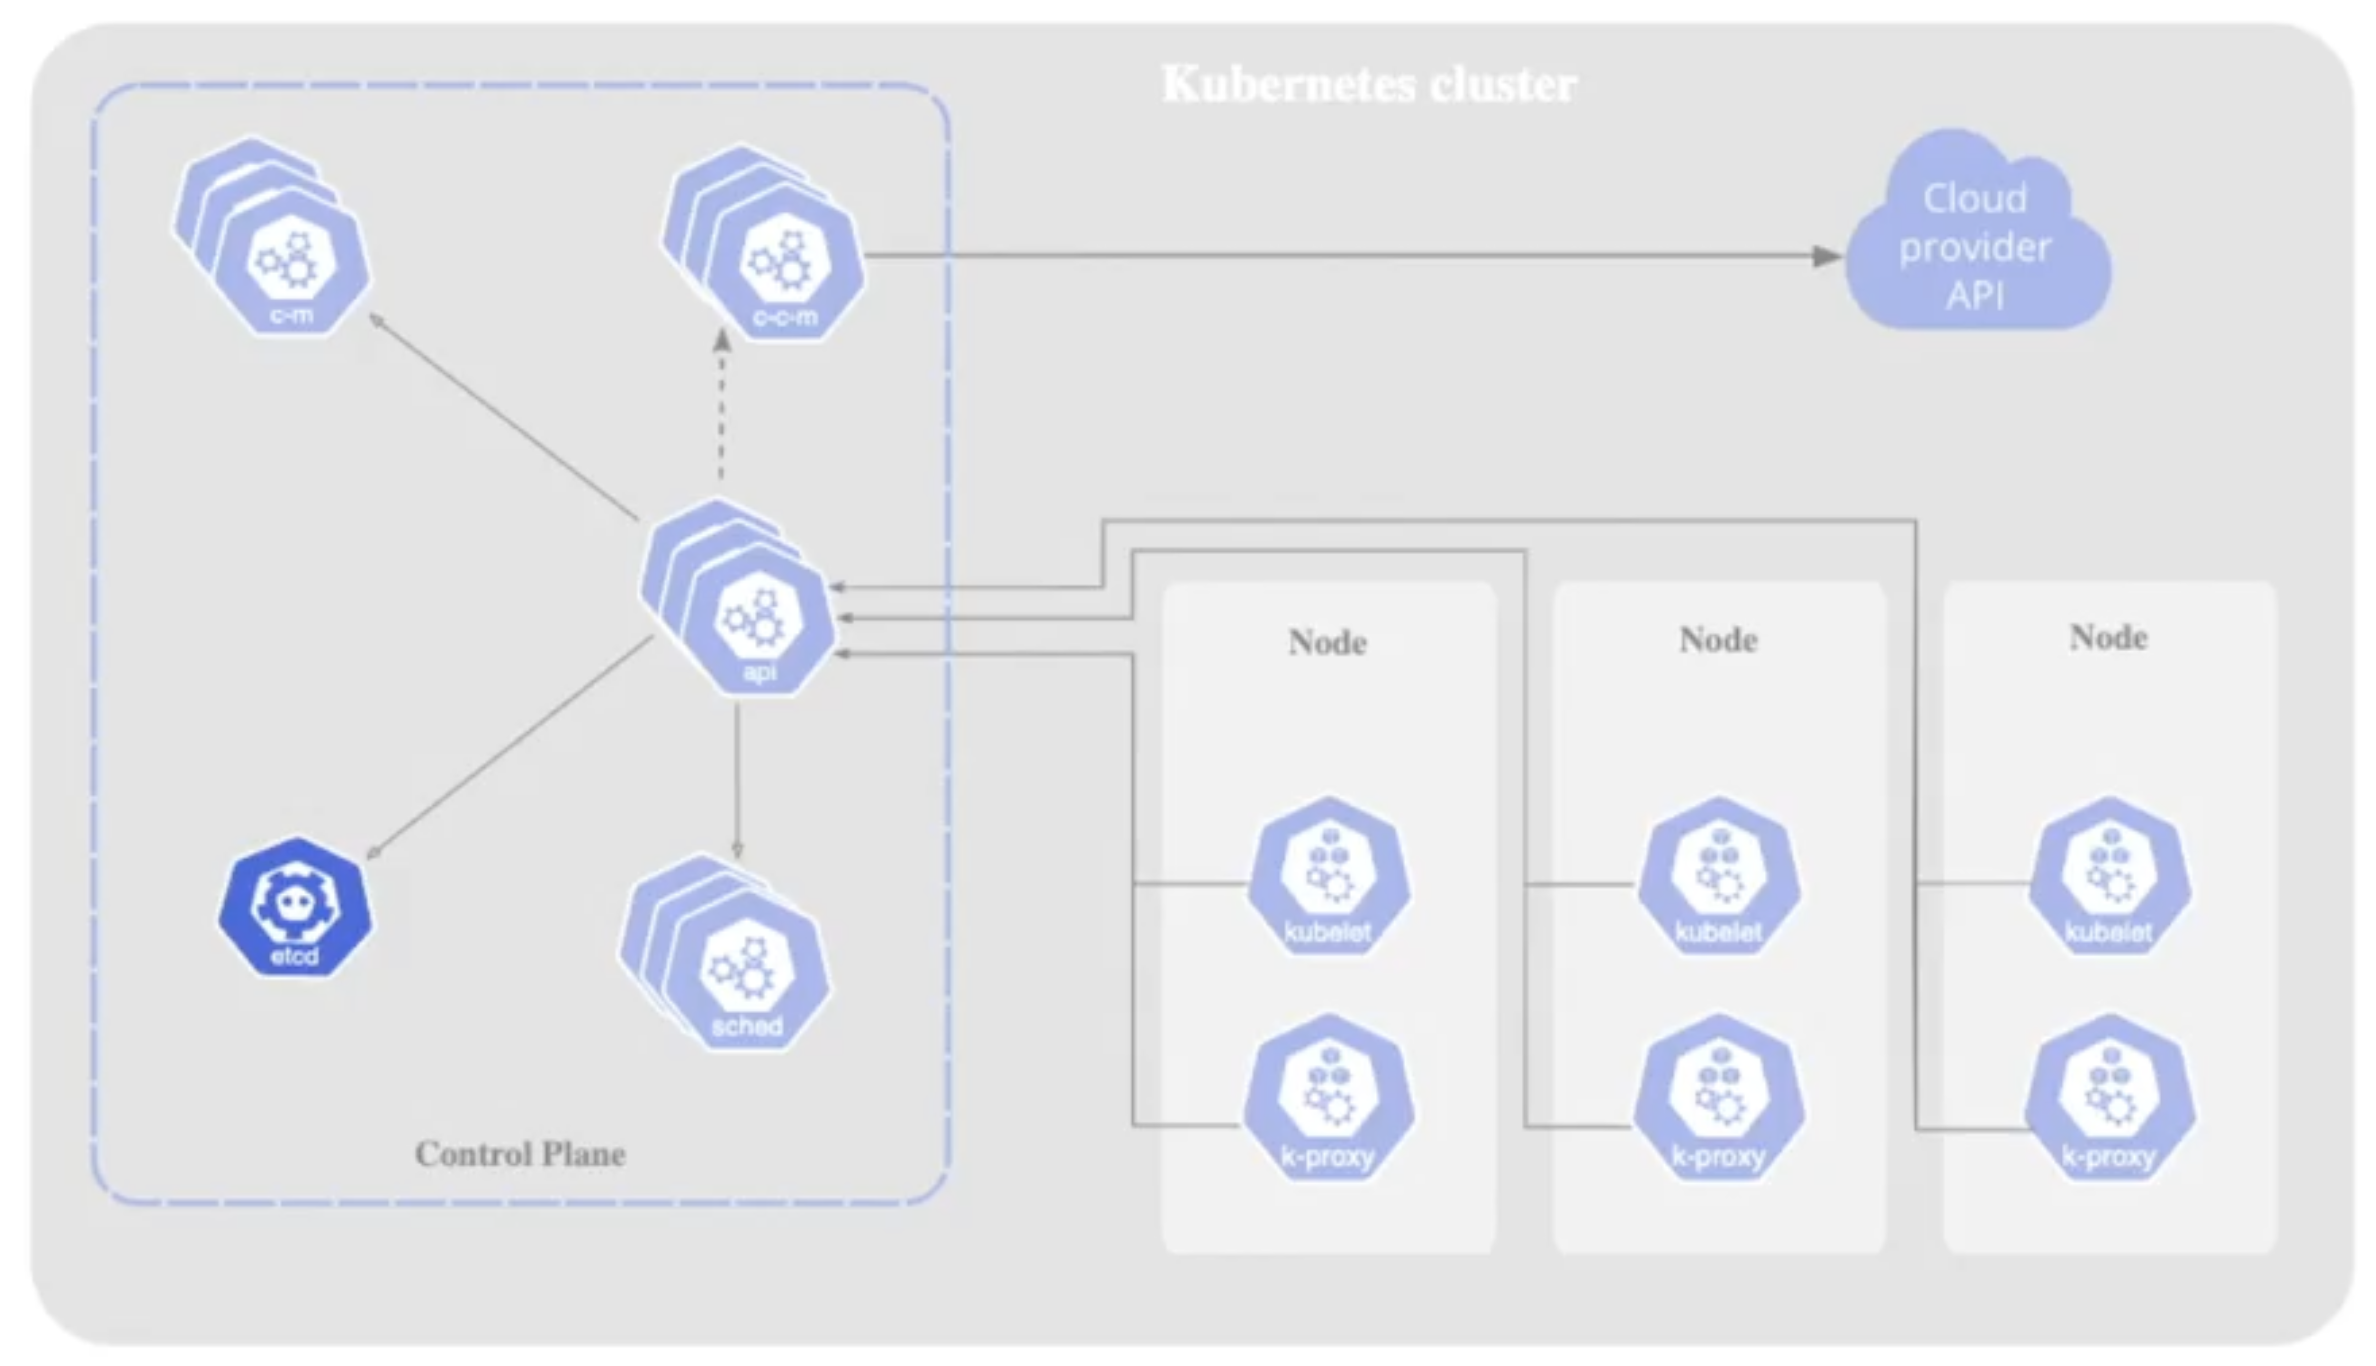 Kubernetes cluster
c-m
c-c-m
Cloud
provider
API
api
etcd
sched
Control Plane
Node
kubelet
k-proxy
Node
kubelet
k-proxy
Node
kubelet
k-proxy